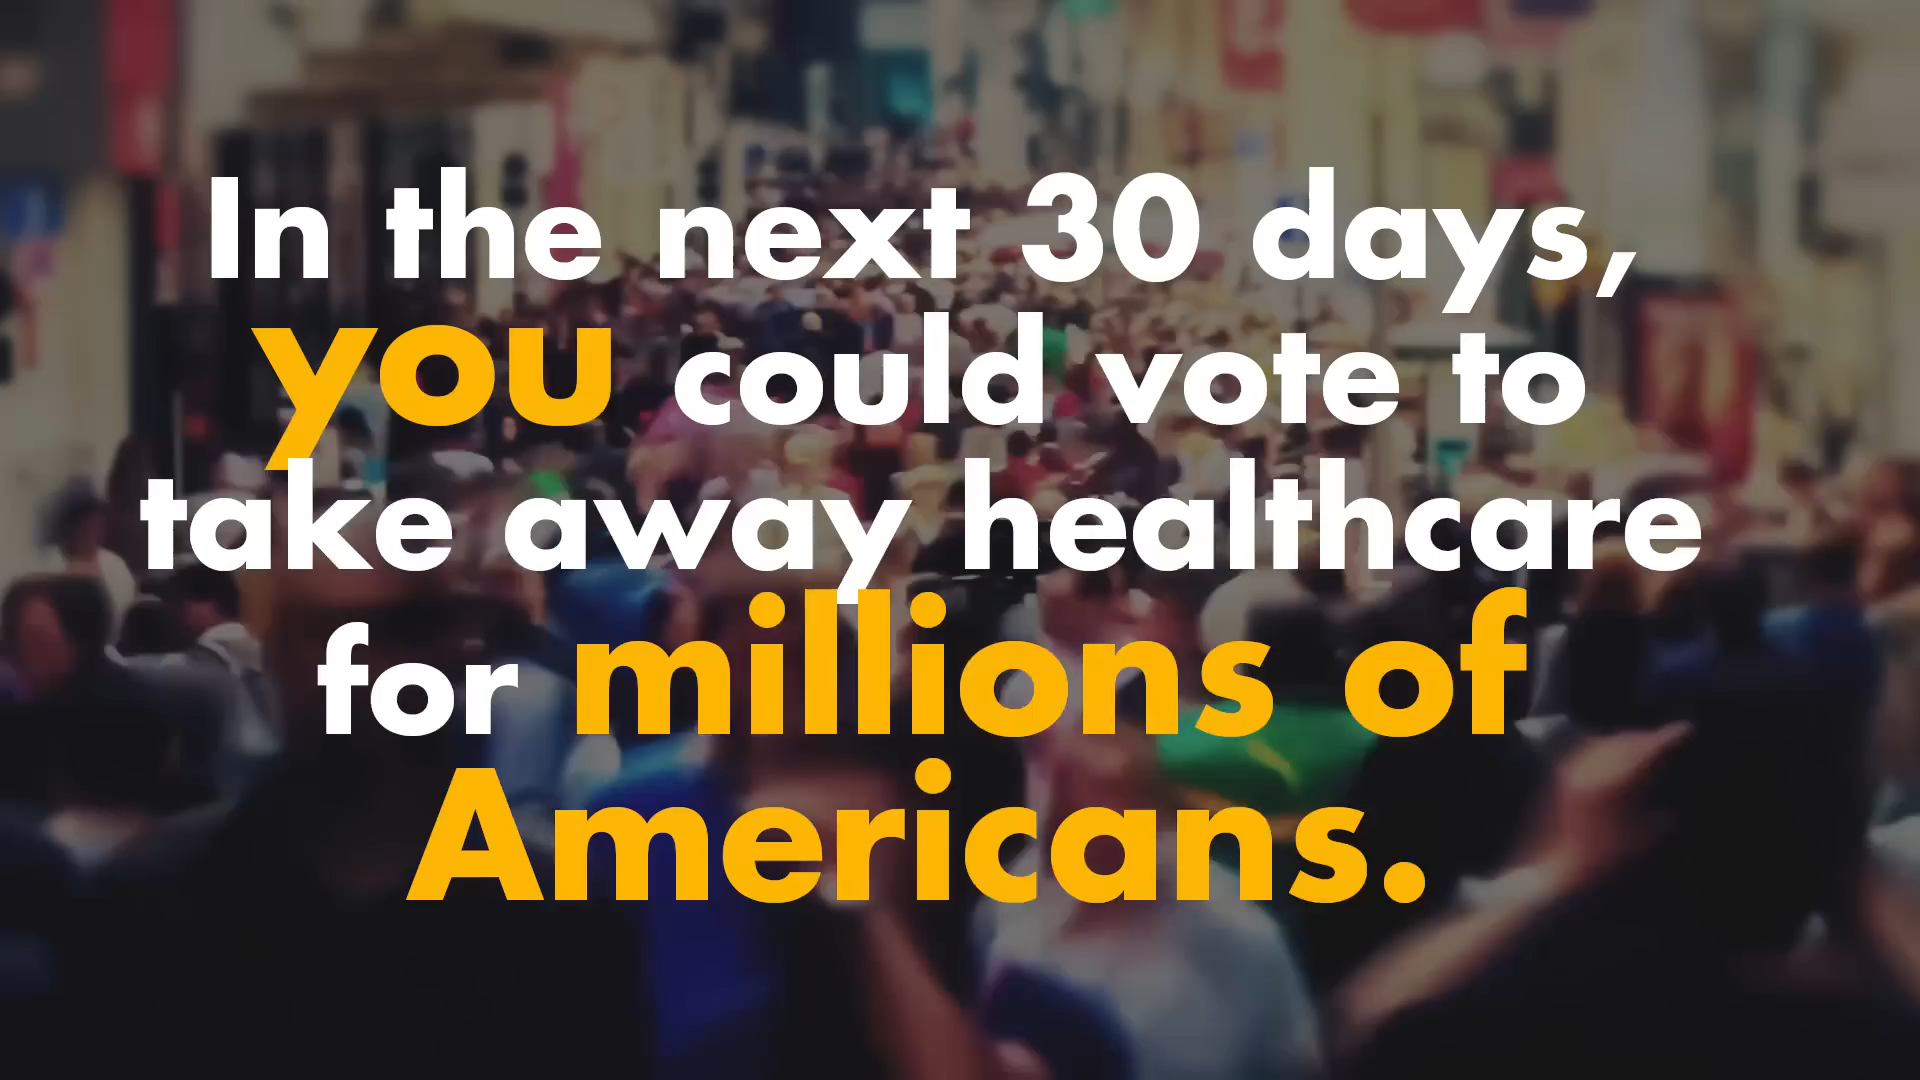 In the next 30 days,
you could vote to
take away healthcare
for millions of
Americans.